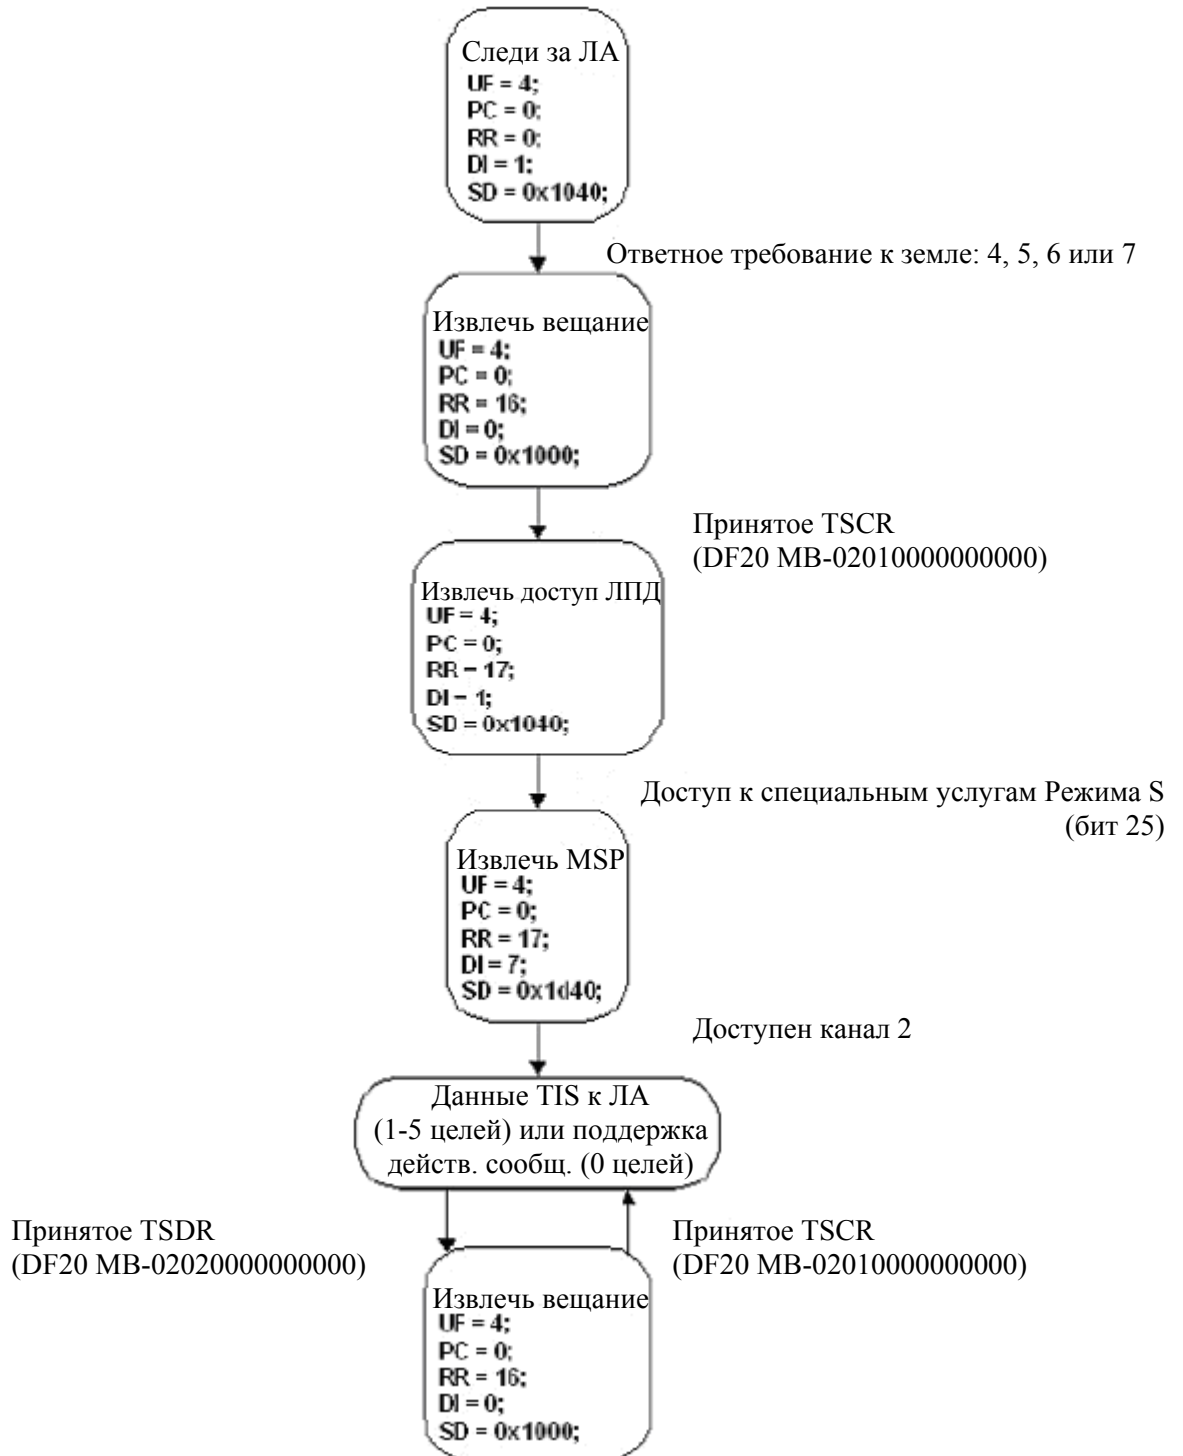 Следи за ЛА
UF = 4;
PC = 0;
RR = 0;
DI = 1;
SD = 0x1040;
Ответное требование к земле: 4, 5, 6 или 7
Извлечь вещание
UF = 4;
PC = 0;
RR = 16;
DI = 0;
SD = 0x1000;
Принятое TSCR
(DF20 MB-02010000000000)
Извлечь доступ ЛПД
UF = 4;
PC = 0;
RR = 17;
DI = 1;
SD = 0x1040;
Доступ к специальным услугам Режима S
(бит 25)
Извлечь MSP
UF = 4;
PC = 0;
RR = 17;
DI = 7;
SD = 0x1d40;
Доступен канал 2
Данные TIS к ЛА
(1-5 целей) или поддержка
действ. сообщ. (0 целей)
Принятое TSDR
(DF20 MB-02020000000000)
Принятое TSCR
(DF20 MB-02010000000000)
Извлечь вещание
UF = 4;
PC = 0;
RR = 16;
DI = 0;
SD = 0x1000;